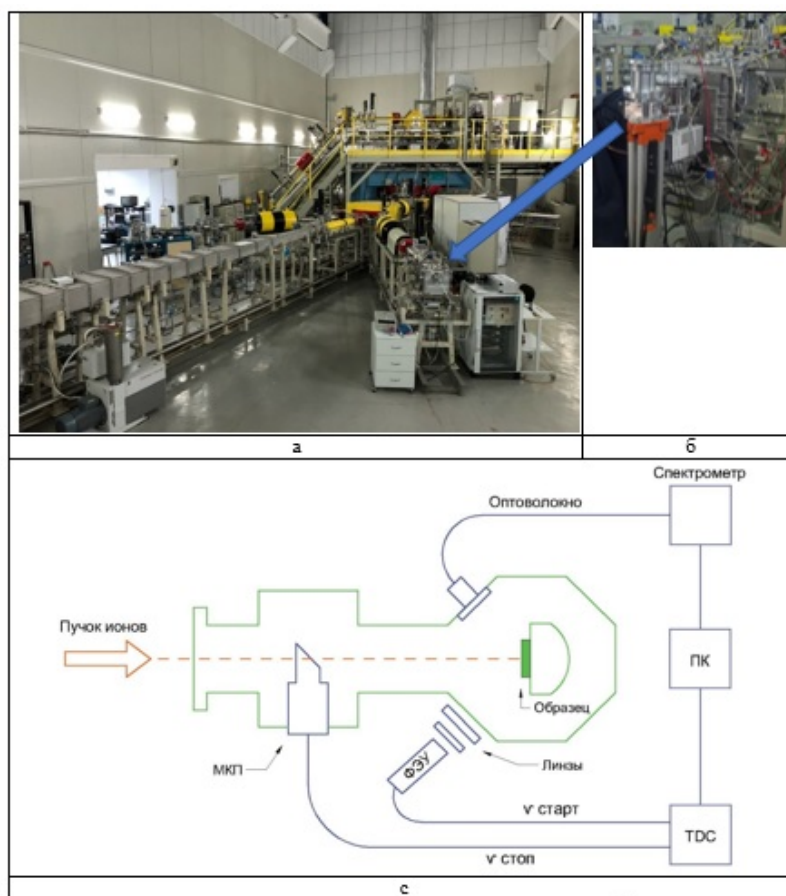 а
б
Спектрометр
Оптоволокно
Пучок ионов
ПК
Образец
МКП
ФЭУ
Линзы
v' старт
TDC
v' стоп
с